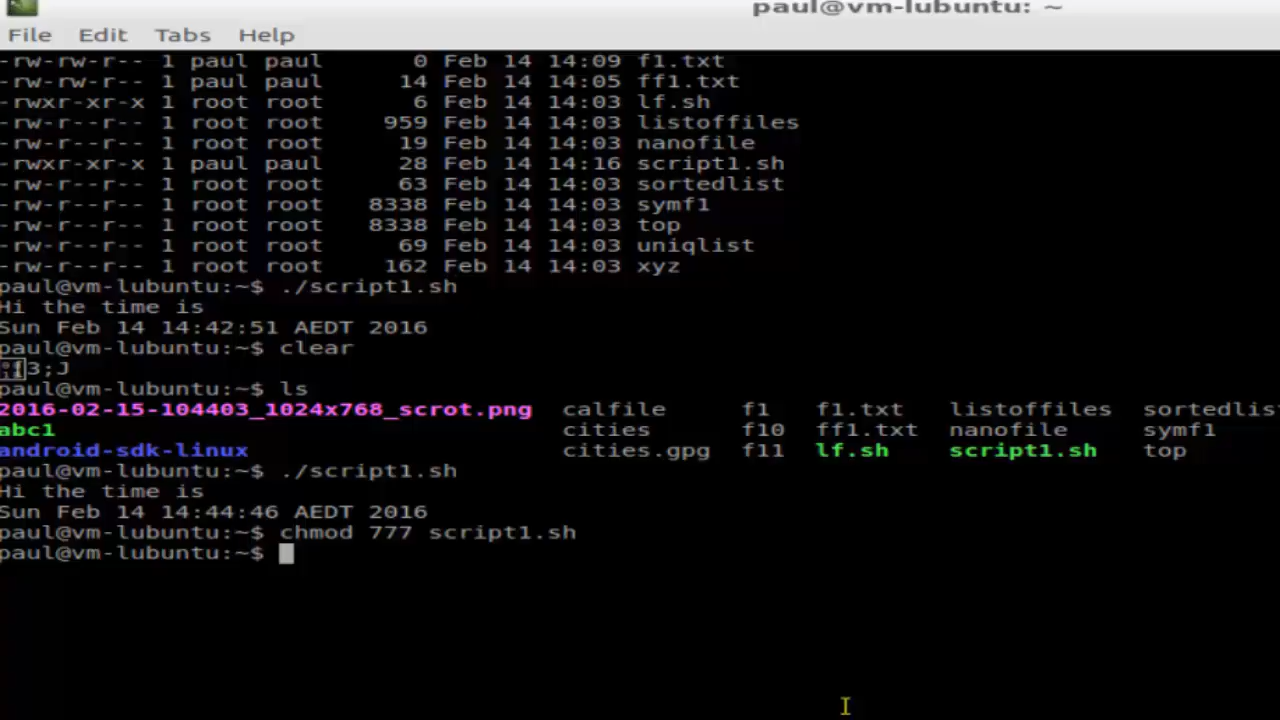 paul@vm-lubuntu: ~
File Edit Tabs Help
-rw-rw-r-- 1 paul paul 0 Feb 14 14:09 f1.txt
-rw-rw-r-- 1 paul paul 14 Feb 14 14:05 ff1.txt
-rwxr-xr-x 1 root root 6 Feb 14 14:03 lf.sh
-rw-r--r-- 1 root root 959 Feb 14 14:03 listoffiles
-rw-r--r-- 1 root root 19 Feb 14 14:03 nanofile
-rwxr-xr-x 1 paul paul 28 Feb 14 14:16 script1.sh
-rw-r--r-- 1 root root 63 Feb 14 14:03 sortedlist
-rw-r--r-- 1 root root 8338 Feb 14 14:03 symf1
-rw-r--r-- 1 root root 8338 Feb 14 14:03 top
-rw-r--r-- 1 root root 69 Feb 14 14:03 uniqlist
-rw-r--r-- 1 root root 162 Feb 14 14:03 xyz
paul@vm-lubuntu:~$ ./script1.sh
Hi the time is
Sun Feb 14 14:42:51 AEDT 2016
paul@vm-lubuntu:~$ clear
3;J
paul@vm-lubuntu:~$ ls
2016-02-15-104403_1024x768_scrot.png calfile f1 f1.txt listoffiles sortedlis
abc1 cities f10 ff1.txt nanofile symf1
android-sdk-linux cities.gpg f11 lf.sh script1.sh top
paul@vm-lubuntu:~$ ./script1.sh
Hi the time is
Sun Feb 14 14:44:46 AEDT 2016
paul@vm-lubuntu:~$ chmod 777 script1.sh
paul@vm-lubuntu:~$